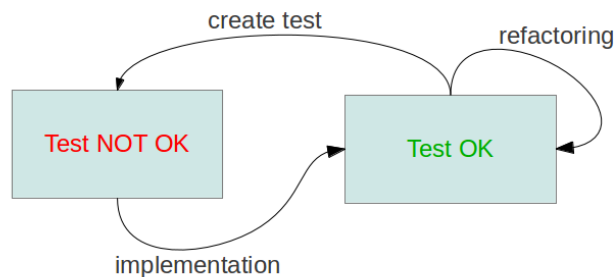 create test
refactoring
Test NOT OK
Test OK
implementation